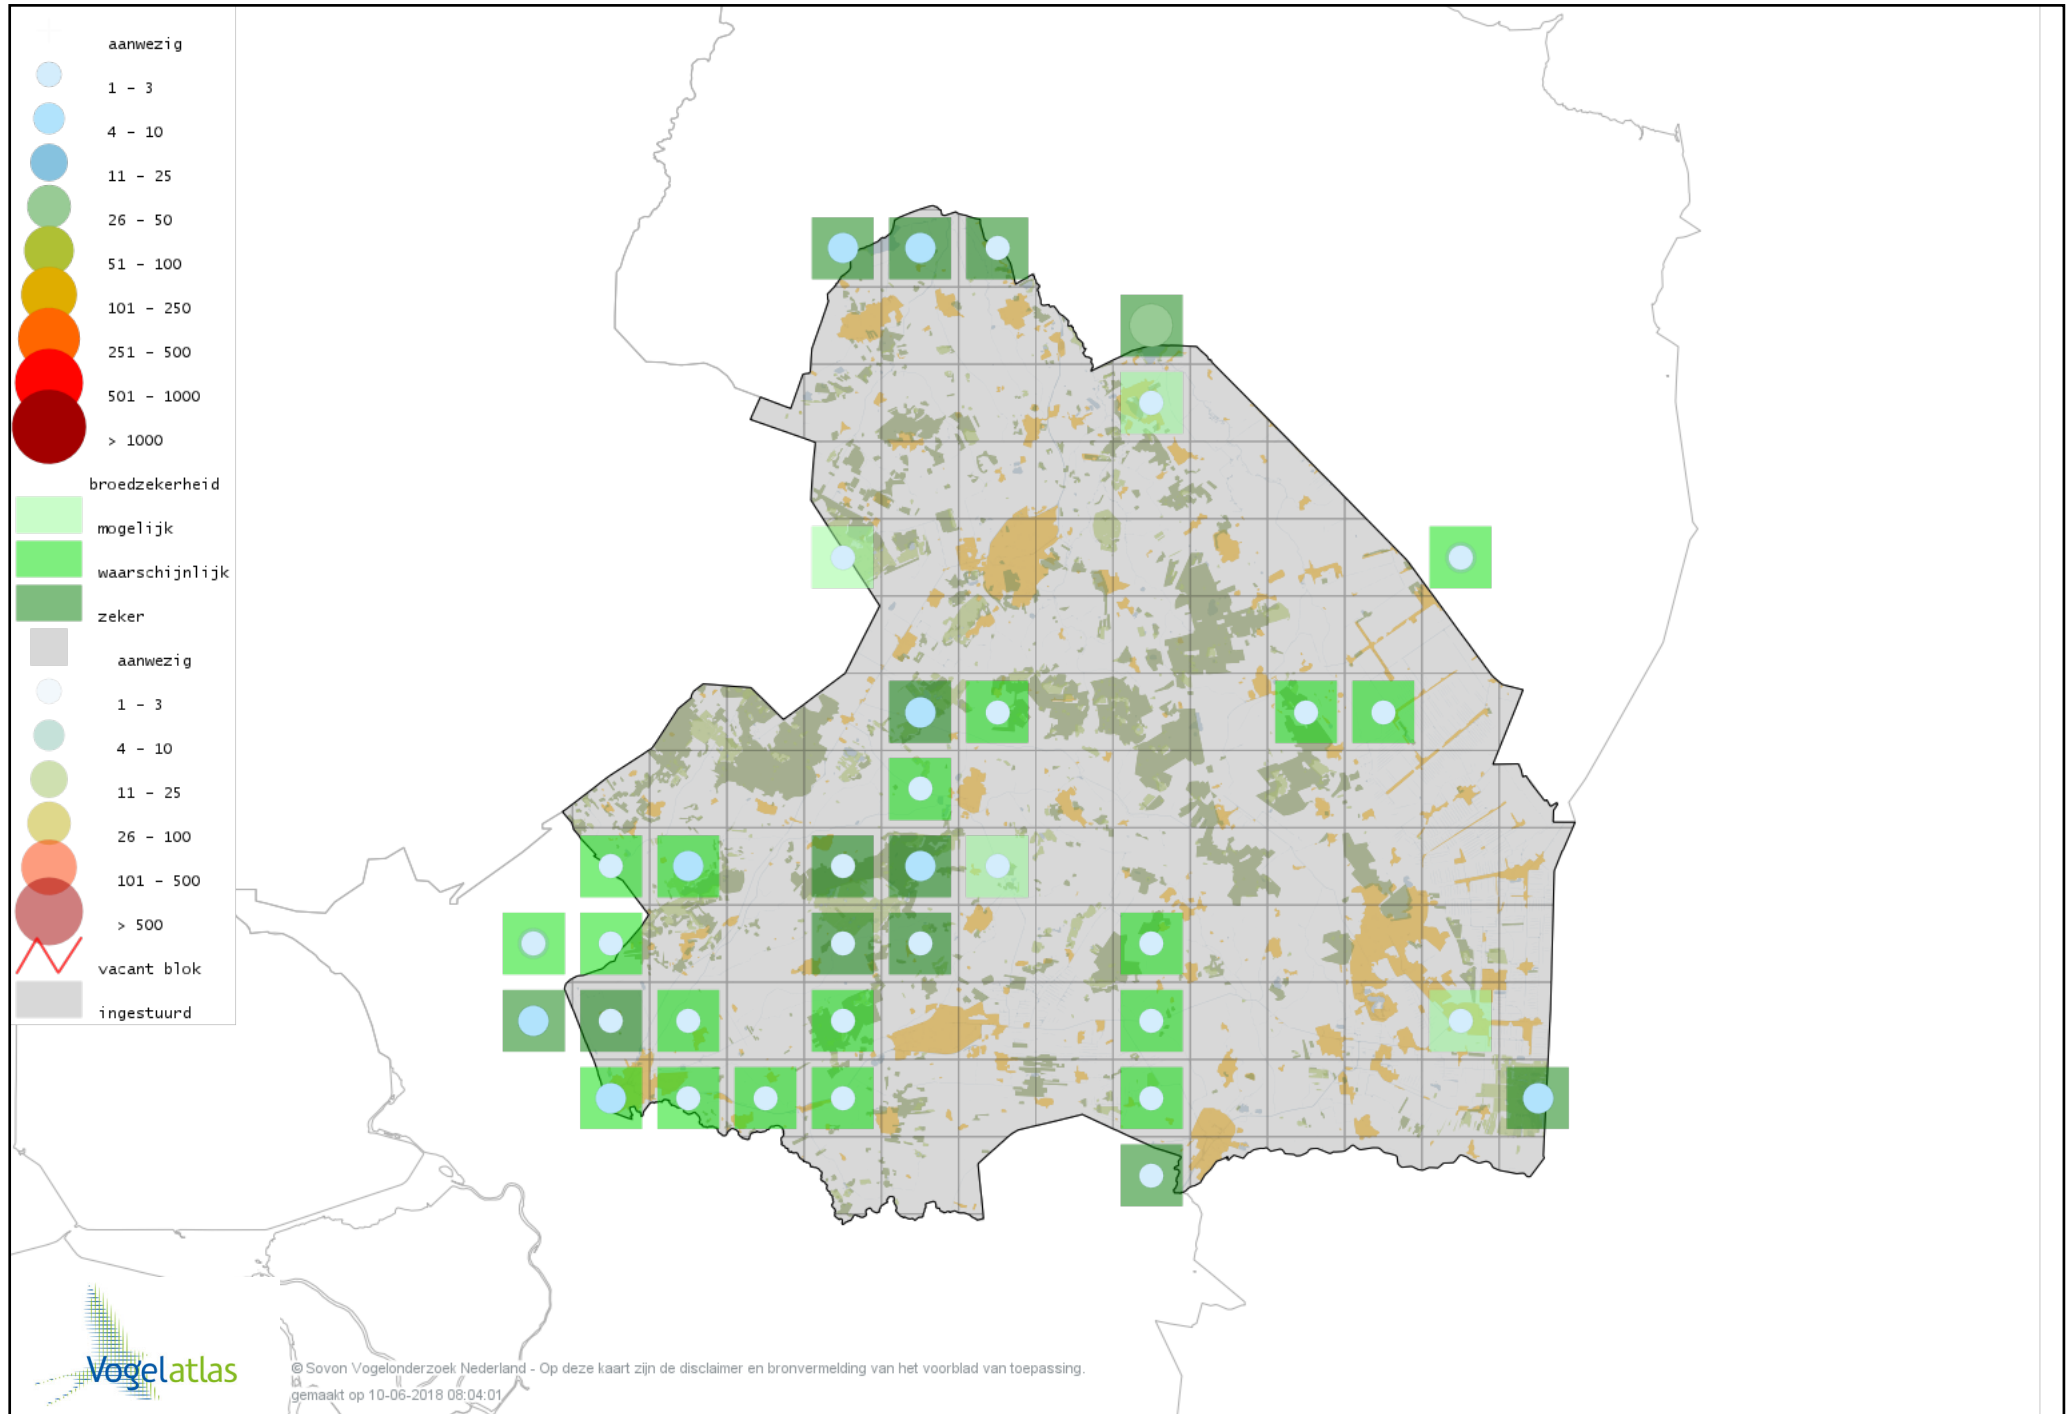 aanwezig
1 - 3
4 - 10
11 - 25
26 - 50
51 - 100
101 - 250
251 - 500
501 - 1000
> 1000
broedzekerheid
mogelijk
waarschijnlijk
zeker
aanwezig
1 - 3
4 - 10
11 - 25
26 - 100
101 - 500
> 500
vacant blok
ingestuurd
Vogelatlas
© Sovon Vogelonderzoek Nederland - Op deze kaart zijn de disclaimer en bronvermelding van het voorblad van toepassing.
gemaakt op 10-06-2018 08:04:01